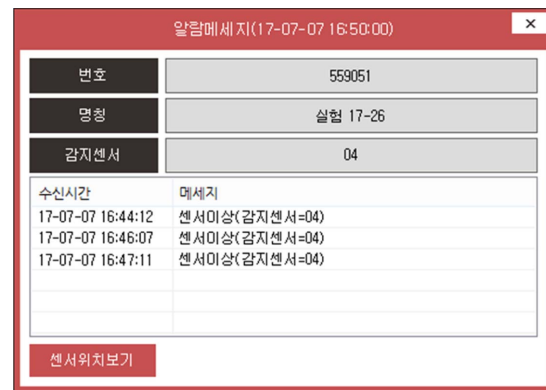 알람메세지(17-07-07 16:50:00)
번호 559051
명칭 실험 17-26
감지센서 04
수신시간 메세지
17-07-07 16:44:12 센서이상(감지센서=04)
17-07-07 16:46:07 센서이상(감지센서=04)
17-07-07 16:47:11 센서이상(감지센서=04)
센서위치보기